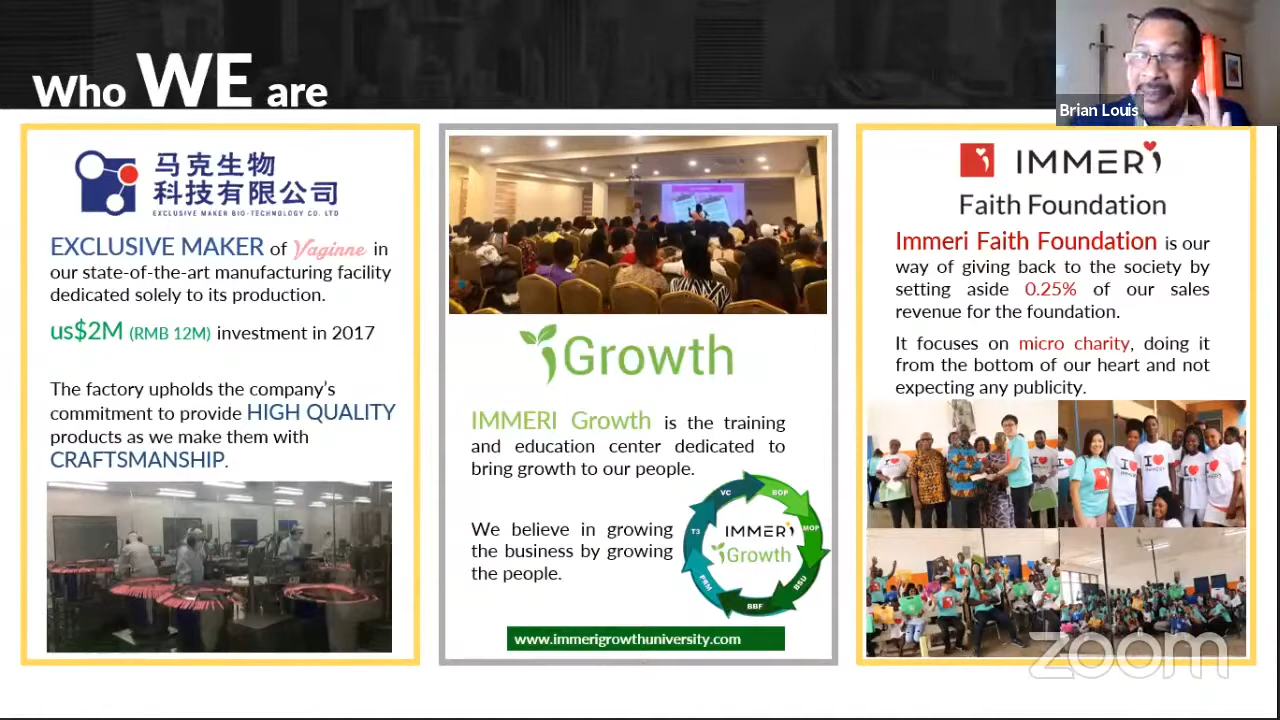 Who WE are
Brian Louis
马克生物
科技有限公司
EXCLUSIVE MAKER BIO-TECHNOLOGY CO. LTD
EXCLUSIVE MAKER of Vaginne in
our state-of-the-art manufacturing facility
dedicated solely to its production.
us$2M (RMB 12M) investment in 2017
The factory upholds the company's
commitment to provide HIGH QUALITY
products as we make them with
CRAFTSMANSHIP.
Growth
IMMERI Growth is the training
and education center dedicated to
bring growth to our people.
We believe in growing
the business by growing
the people.
VC
BOP
MOP
BSU
BBF
PRM
T3
IMMERI
Growth
www.immerigrowthuniversity.com
IMMERI
Faith Foundation
Immeri Faith Foundation is our
way of giving back to the society by
setting aside 0.25% of our sales
revenue for the foundation.
It focuses on micro charity, doing it
from the bottom of our heart and not
expecting any publicity.
zoom